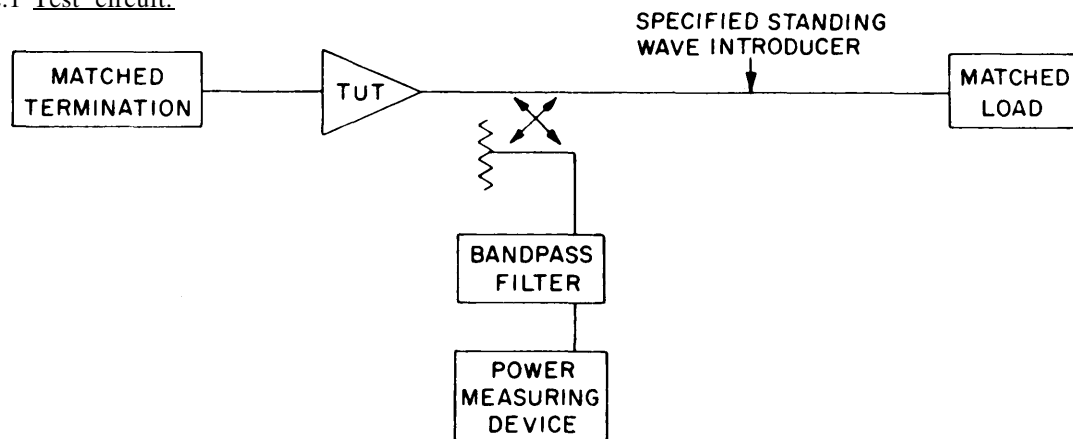 Test circuit.
SPECIFIED STANDING
WAVE INTRODUCER
MATCHED
TERMINATION
TUT
MATCHED
LOAD
BANDPASS
FILTER
POWER
MEASURING
DEVICE